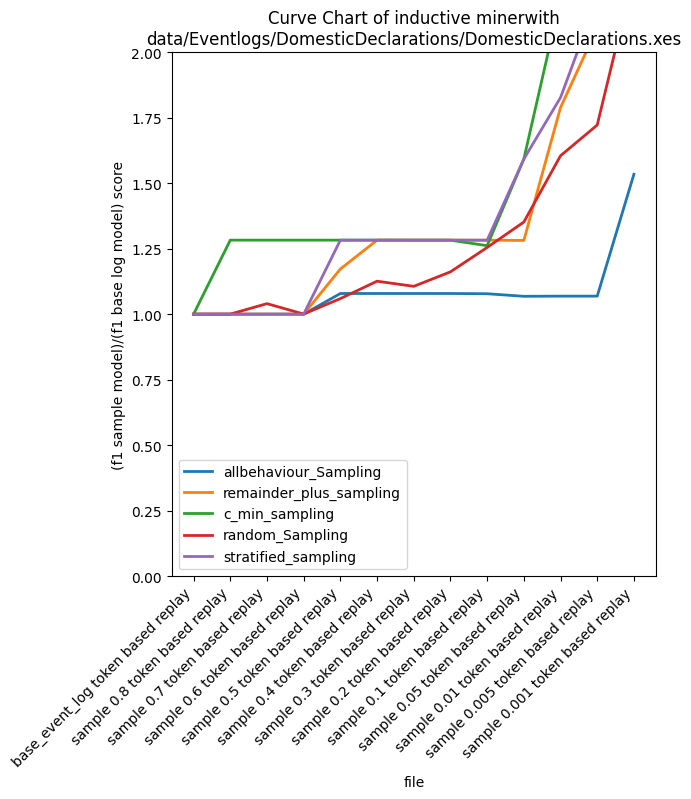 Curve Chart of inductive minerwith
data/Eventlogs/DomesticDeclarations/DomesticDeclarations.xes
(f1 sample model)/(f1 base log model) score
2.00
1.75
1.50
1.25
1.00
0.75
0.50
0.25
0.00
allbehaviour_Sampling
remainder_plus_sampling
c_min_sampling
random_Sampling
stratified_sampling
base_event_log token based replay
sample 0.8 token based replay
sample 0.7 token based replay
sample 0.6 token based replay
sample 0.5 token based replay
sample 0.4 token based replay
sample 0.3 token based replay
sample 0.2 token based replay
sample 0.1 token based replay
sample 0.05 token based replay
sample 0.01 token based replay
sample 0.005 token based replay
sample 0.001 token based replay
file